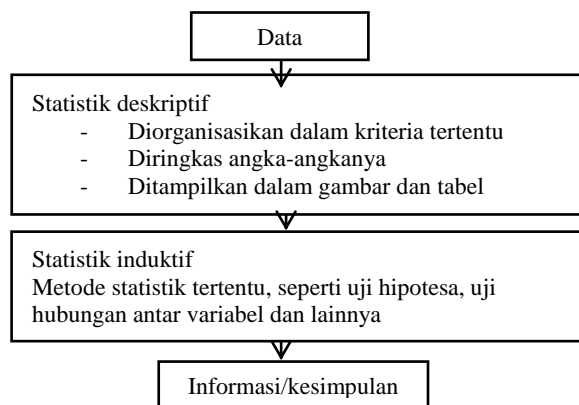 Data
Statistik deskriptif
- Diorganisasikan dalam kriteria tertentu
- Diringkas angka-angkanya
- Ditampilkan dalam gambar dan tabel
Statistik induktif
Metode statistik tertentu, seperti uji hipotesa, uji
hubungan antar variabel dan lainnya
Informasi/kesimpulan